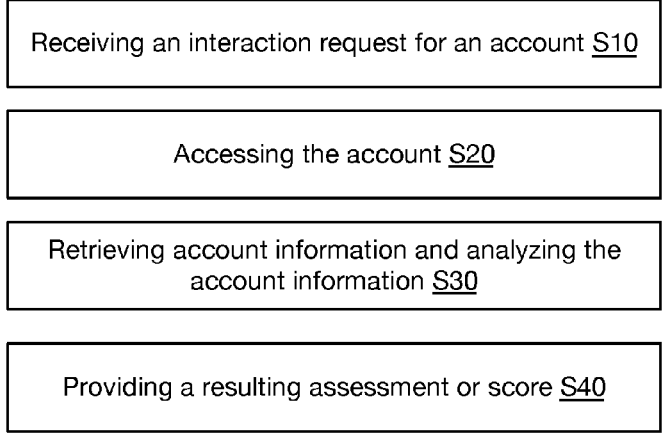 Receiving an interaction request for an account S10
Accessing the account S20
Retrieving account information and analyzing the
account information S30
Providing a resulting assessment or score S40